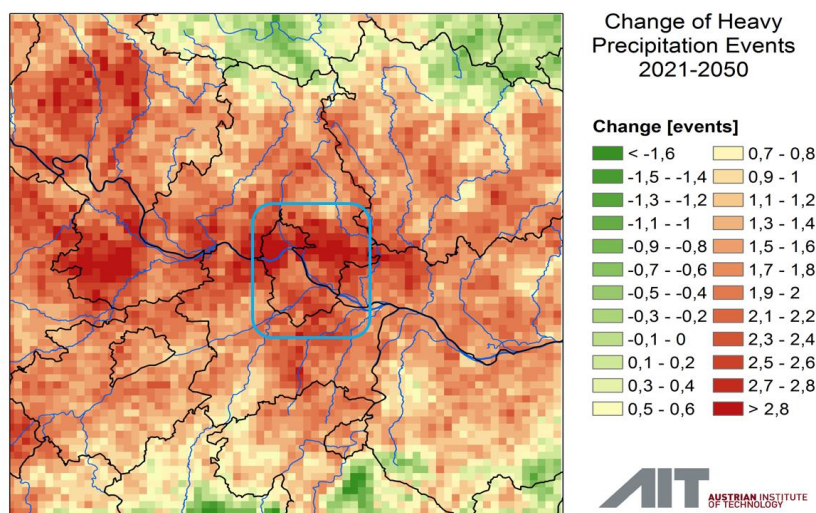 Change of Heavy
Precipitation Events
2021-2050
Change [events]
< -1,6
-1,5 - -1,4
-1,3 - -1,2
-1,1 - -1
-0,9 - -0,8
-0,7 - -0,6
-0,5 - -0,4
-0,3 - -0,2
-0,1 - 0
0,1 - 0,2
0,3 - 0,4
0,5 - 0,6
0,7 - 0,8
0,9 - 1
1,1 - 1,2
1,3 - 1,4
1,5 - 1,6
1,7 - 1,8
1,9 - 2
2,1 - 2,2
2,3 - 2,4
2,5 - 2,6
2,7 - 2,8
> 2,8
AIT
AUSTRIAN INSTITUTE
OF TECHNOLOGY